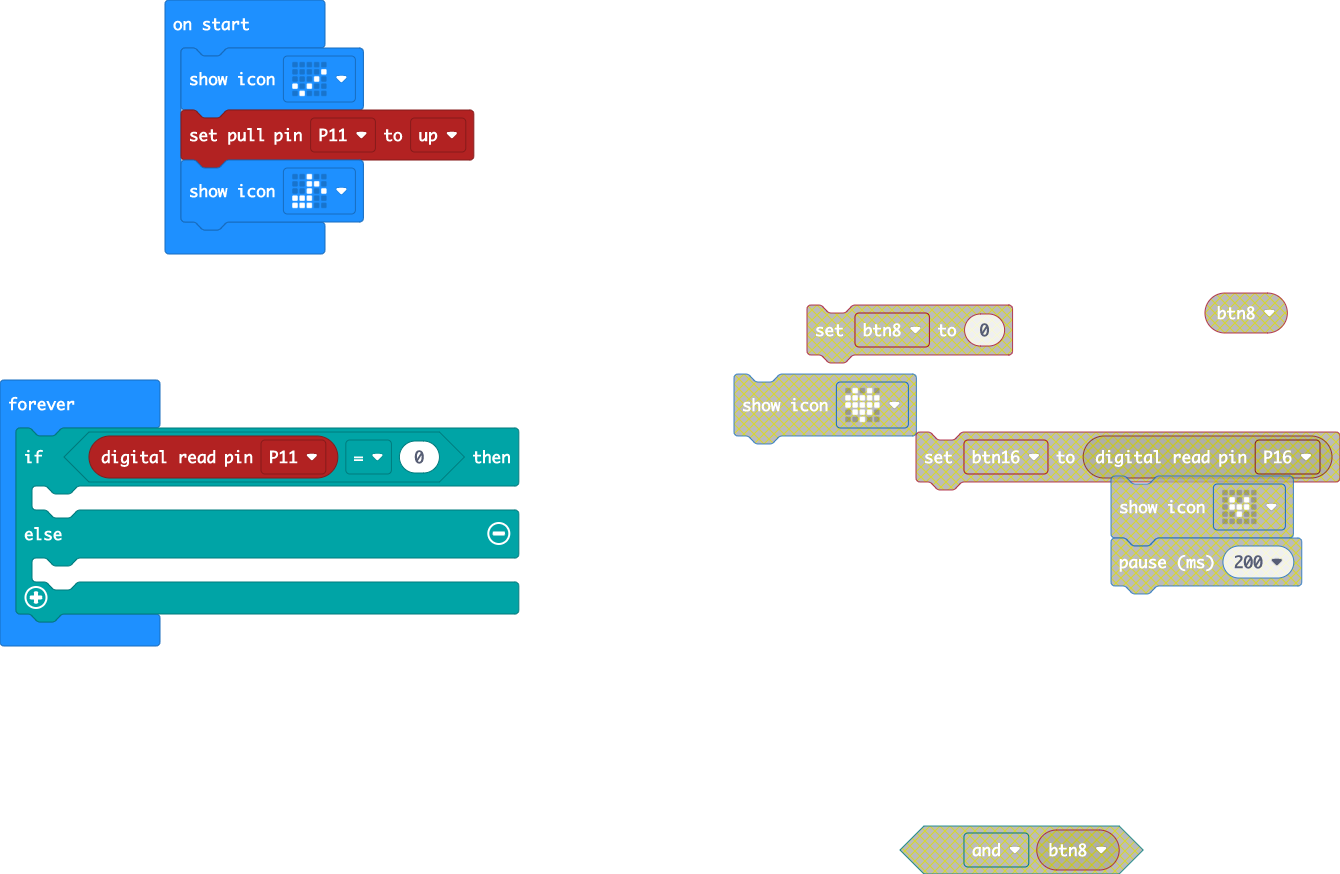 on start
show icon
set pull pin P11 to up
show icon
btn8
set btn8 to 0
forever
show icon
if digital read pin P11 = 0 then
set btn16 to digital read pin P16
show icon
else
pause (ms) 200
and btn8